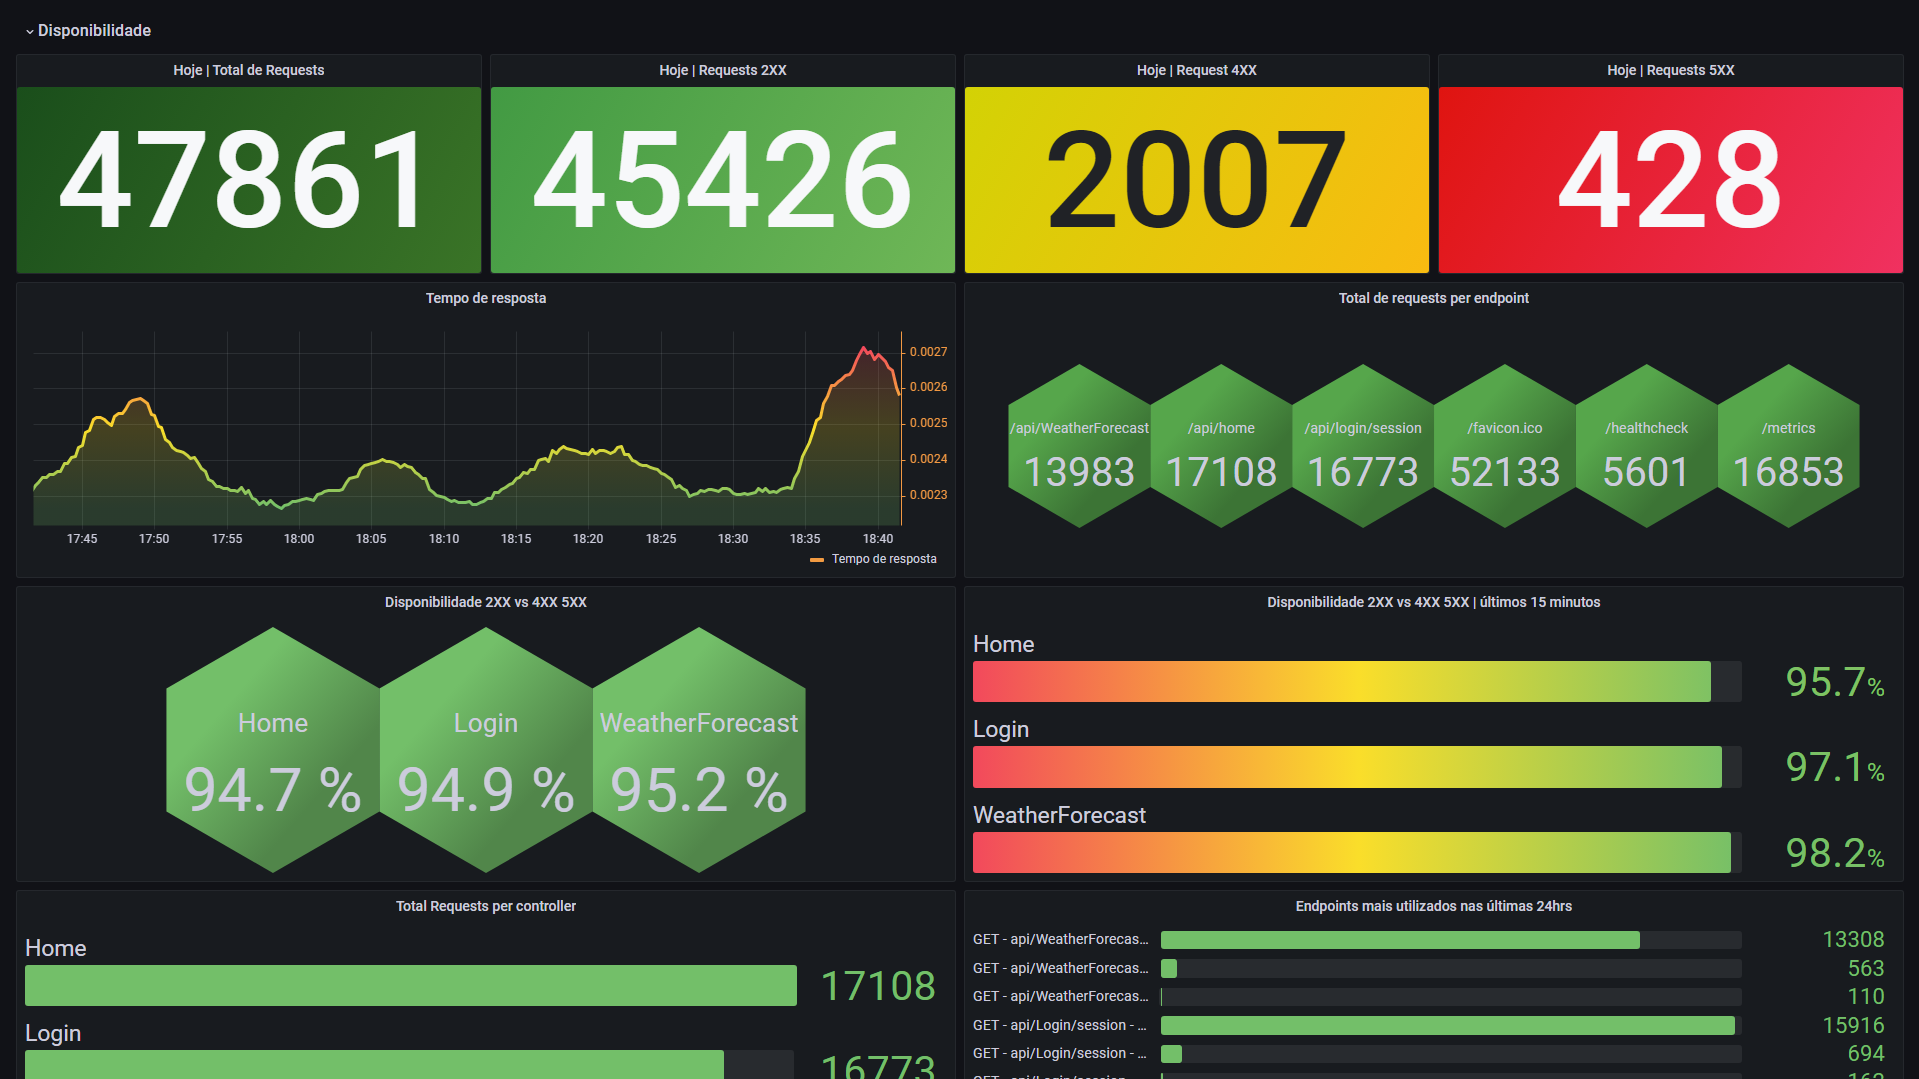 Disponibilidade
Hoje | Total de Requests
47861
Hoje | Requests 2XX
45426
Hoje | Request 4XX
2007
Hoje | Requests 5XX
428
Tempo de resposta
0.0027
0.0026
0.0025
0.0024
0.0023
17:45 17:50 17:55 18:00 18:05 18:10 18:15 18:20 18:25 18:30 18:35 18:40
Tempo de resposta
Total de requests per endpoint
/api/WeatherForecast /api/home /api/login/session /favicon.ico /healthcheck /metrics
13983 17108 16773 52133 5601 16853
Disponibilidade 2XX vs 4XX 5XX
Home Login WeatherForecast
94.7 % 94.9 % 95.2 %
Disponibilidade 2XX vs 4XX 5XX | últimos 15 minutos
Home
95.7%
Login
97.1%
WeatherForecast
98.2%
Total Requests per controller
Home
17108
Login
16773
Endpoints mais utilizados nas últimas 24hrs
GET - api/WeatherForecas... 13308
GET - api/WeatherForecas... 563
GET - api/WeatherForecas... 110
GET - api/Login/session - ... 15916
GET - api/Login/session - ... 694